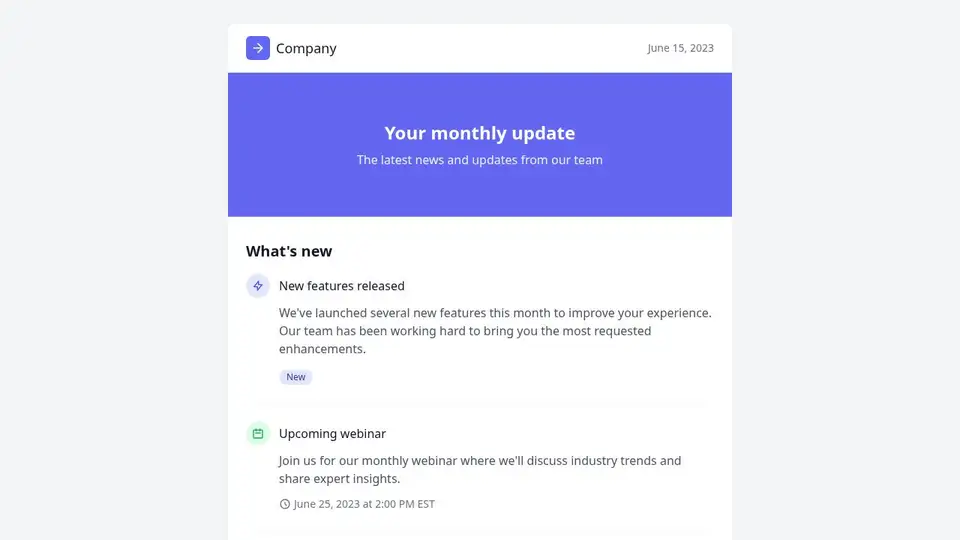 Company
June 15, 2023
Your monthly update
The latest news and updates from our team
What's new
New features released
We've launched several new features this month to improve your experience.
Our team has been working hard to bring you the most requested
enhancements.
New
Upcoming webinar
Join us for our monthly webinar where we'll discuss industry trends and
share expert insights.
June 25, 2023 at 2:00 PM EST